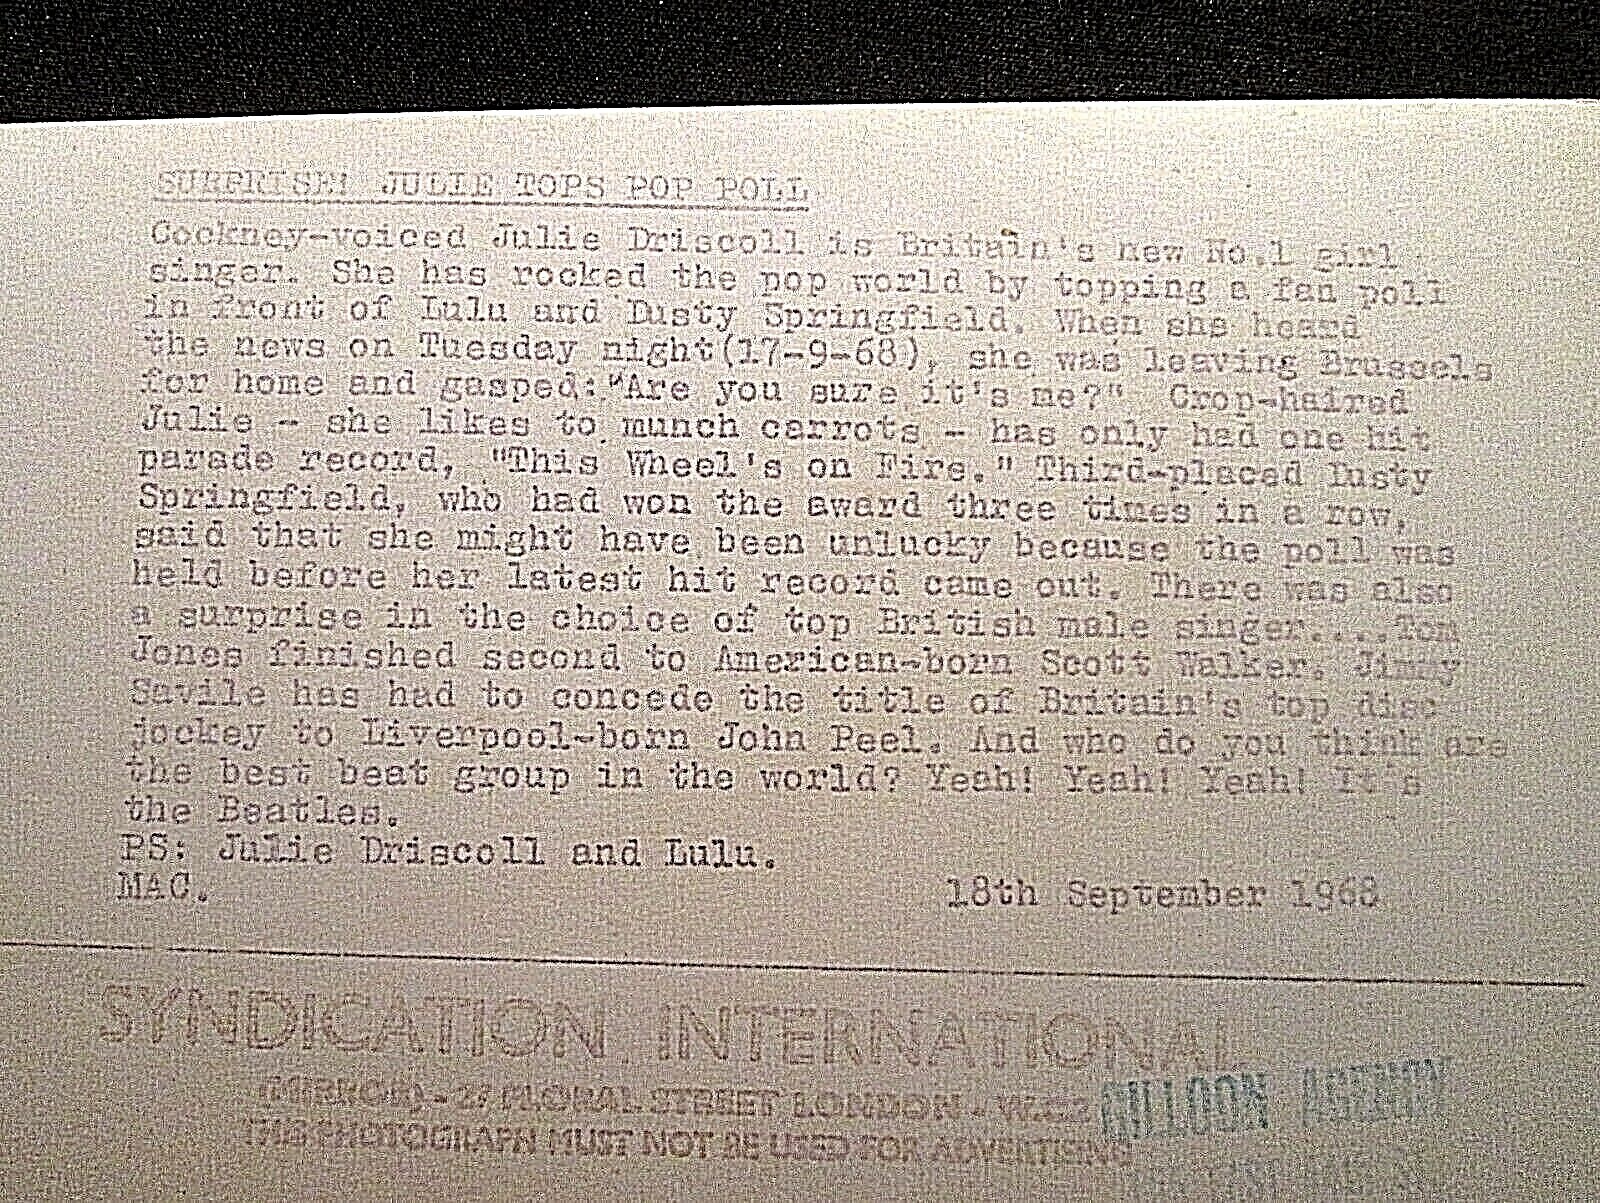 SURPRISE! JULIE TOPS POP POLL
Cockney-voiced Julie Driscoll is Britain's new No.1 girl
singer. She has rocked the pop world by topping a fan poll
in front of Lulu and Dusty Springfield. When she heard
the news on Tuesday night(17-9-68), she was leaving Brussels
for home and gasped:"Are you sure it's me?" Crop-haired
Julie - she likes to munch carrots - has only had one hit
parade record, "This Wheel's on Fire." Third-placed Dusty
Springfield, who had won the award three times in a row,
said that she might have been unlucky because the poll was
held before her latest hit record came out. There was also
a surprise in the choice of top British male singer....Tom
Jones finished second to American-born Scott Walker. Jimmy
Savile has had to concede the title of Britain's top disc
jockey to Liverpool-born John Peel. And who do you think are
the best beat group in the world? Yeah! Yeah! Yeah! It's
the Beatles.
PS: Julie Driscoll and Lulu.
MAC. 18th September 1968
SYNDICATION INTERNATIONAL
(MIRROR) - 27 FLORAL STREET LONDON - WC2
THIS PHOTOGRAPH MUST NOT BE USED FOR ADVERTISING
GILLOON AGENCY